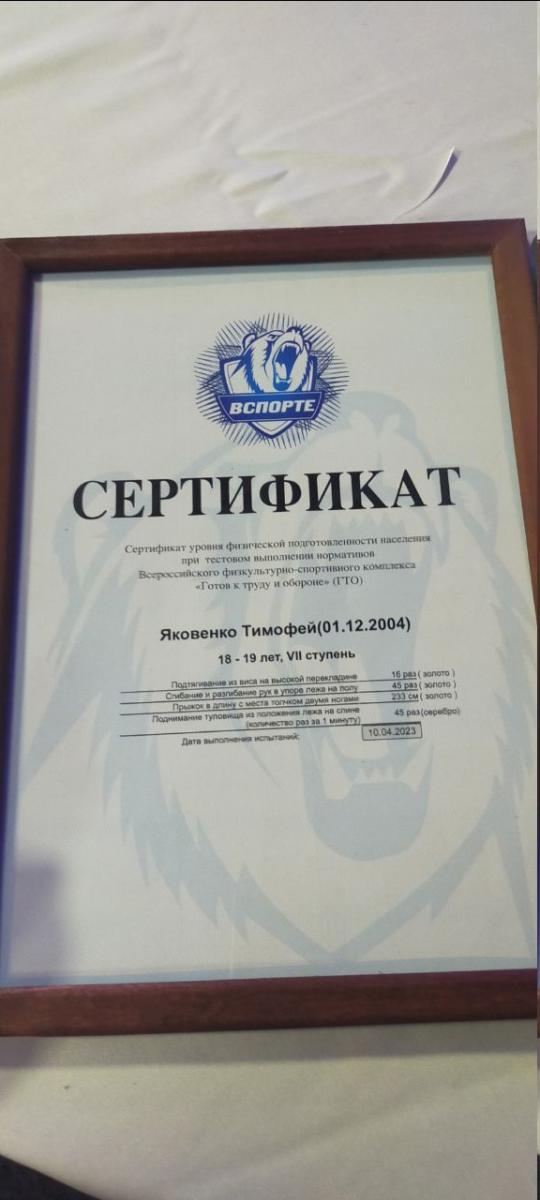 ВСПОРТЕ
СЕРТИФИКАТ
Сертификат уровня физической подготовленности населения
при тестовом выполнении нормативов
Всероссийского физкультурно-спортивного комплекса
«Готов к труду и обороне» (ГТО)
Яковенко Тимофей(01.12.2004)
18 - 19 лет, VII ступень
Подтягивание из виса на высокой перекладине 16 раз ( золото )
Сгибание и разгибание рук в упоре лежа на полу 45 раз ( золото )
Прыжок в длину с места толчком двумя ногами 233 см ( золото )
Поднимание туловища из положения лежа на спине 45 раз(серебро)
(количество раз за 1 минуту)
Дата выполнения испытаний: 10.04.2023